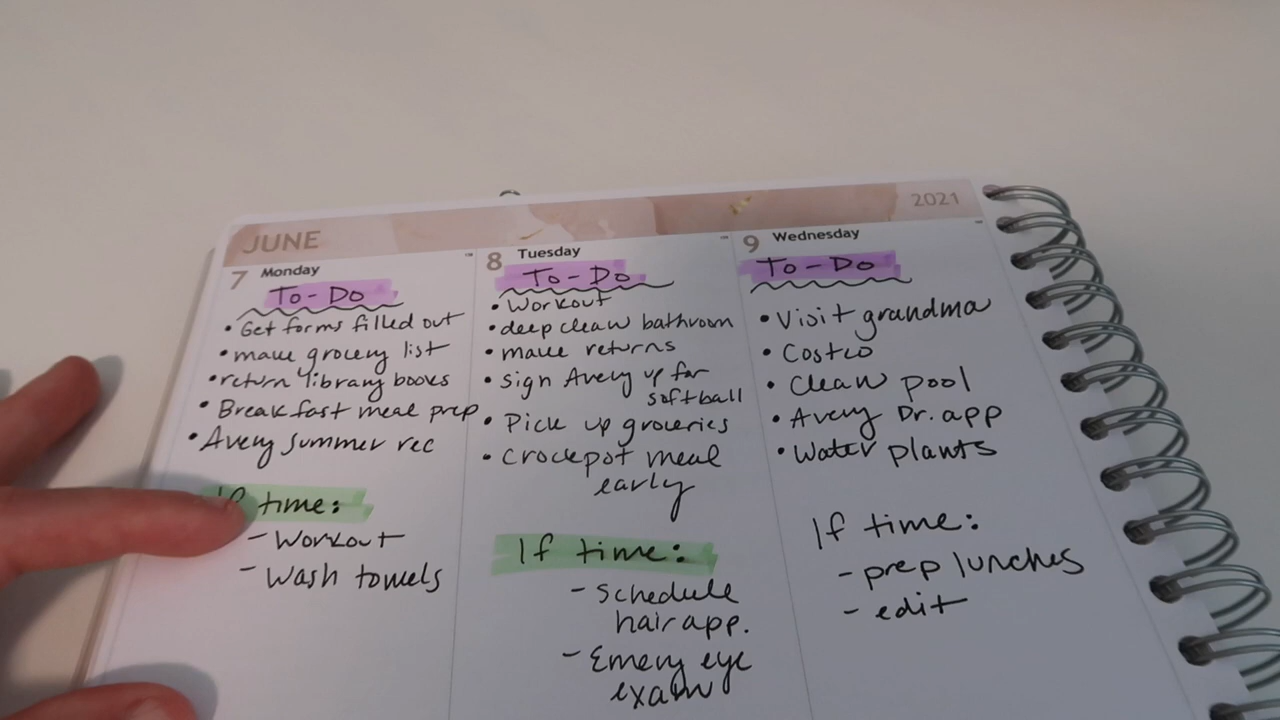 JUNE
2021
7 Monday
To-Do
• Get forms filled out
• make grocery list
• return library books
• Breakfast meal prep
• Avery summer rec
If time:
- Workout
- Wash towels
8 Tuesday
To-Do
• Workout
• deep clean bathroom
• make returns
• sign Avery up for
softball
• Pick up groceries
• Crockpot meal
early
If time:
- Schedule
hair app.
- Emery eye
exam
9 Wednesday
To-Do
• Visit grandma
• Costco
• Clean pool
• Avery Dr. app
• Water plants
If time:
- prep lunches
- edit